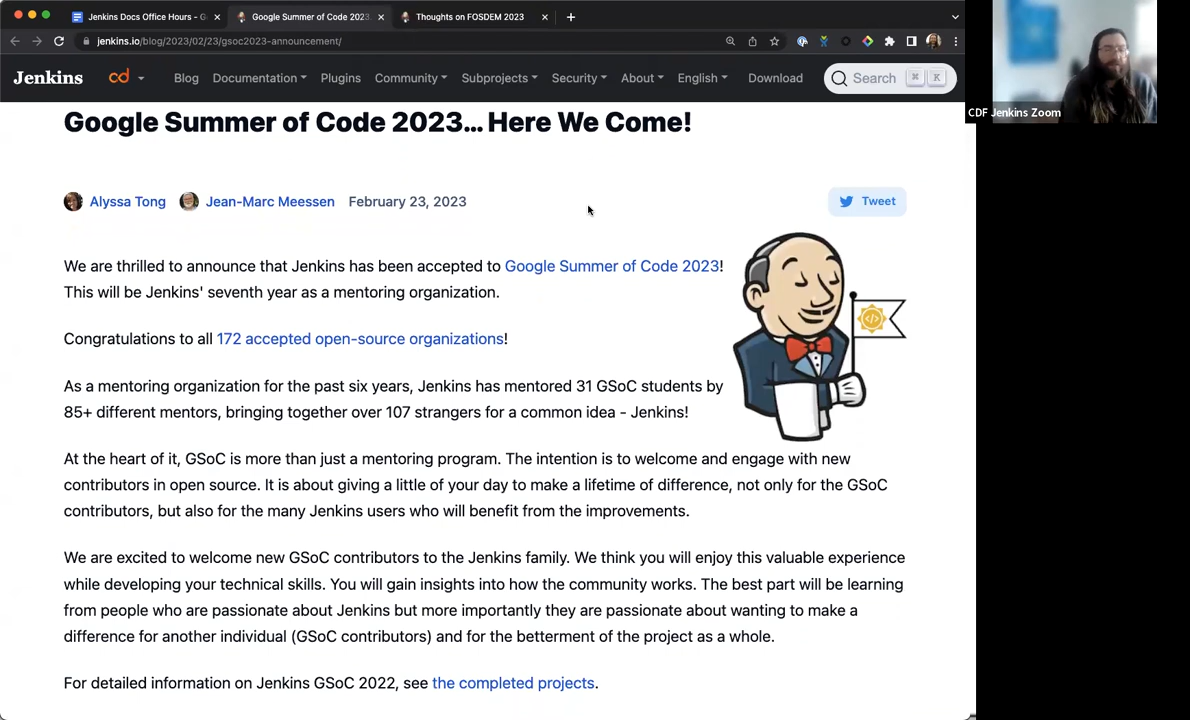 Jenkins Docs Office Hours - G
Google Summer of Code 2023
Thoughts on FOSDEM 2023
jenkins.io/blog/2023/02/23/gsoc2023-announcement/
Jenkins
cd
Blog
Documentation
Plugins
Community
Subprojects
Security
About
English
Download
Search
⌘
K
CDF Jenkins Zoom
Google Summer of Code 2023... Here We Come!
Alyssa Tong
Jean-Marc Meessen
February 23, 2023
Tweet
We are thrilled to announce that Jenkins has been accepted to Google Summer of Code 2023!
This will be Jenkins' seventh year as a mentoring organization.
Congratulations to all 172 accepted open-source organizations!
As a mentoring organization for the past six years, Jenkins has mentored 31 GSoC students by
85+ different mentors, bringing together over 107 strangers for a common idea - Jenkins!
At the heart of it, GSoC is more than just a mentoring program. The intention is to welcome and engage with new
contributors in open source. It is about giving a little of your day to make a lifetime of difference, not only for the GSoC
contributors, but also for the many Jenkins users who will benefit from the improvements.
We are excited to welcome new GSoC contributors to the Jenkins family. We think you will enjoy this valuable experience
while developing your technical skills. You will gain insights into how the community works. The best part will be learning
from people who are passionate about Jenkins but more importantly they are passionate about wanting to make a
difference for another individual (GSoC contributors) and for the betterment of the project as a whole.
For detailed information on Jenkins GSoC 2022, see the completed projects.